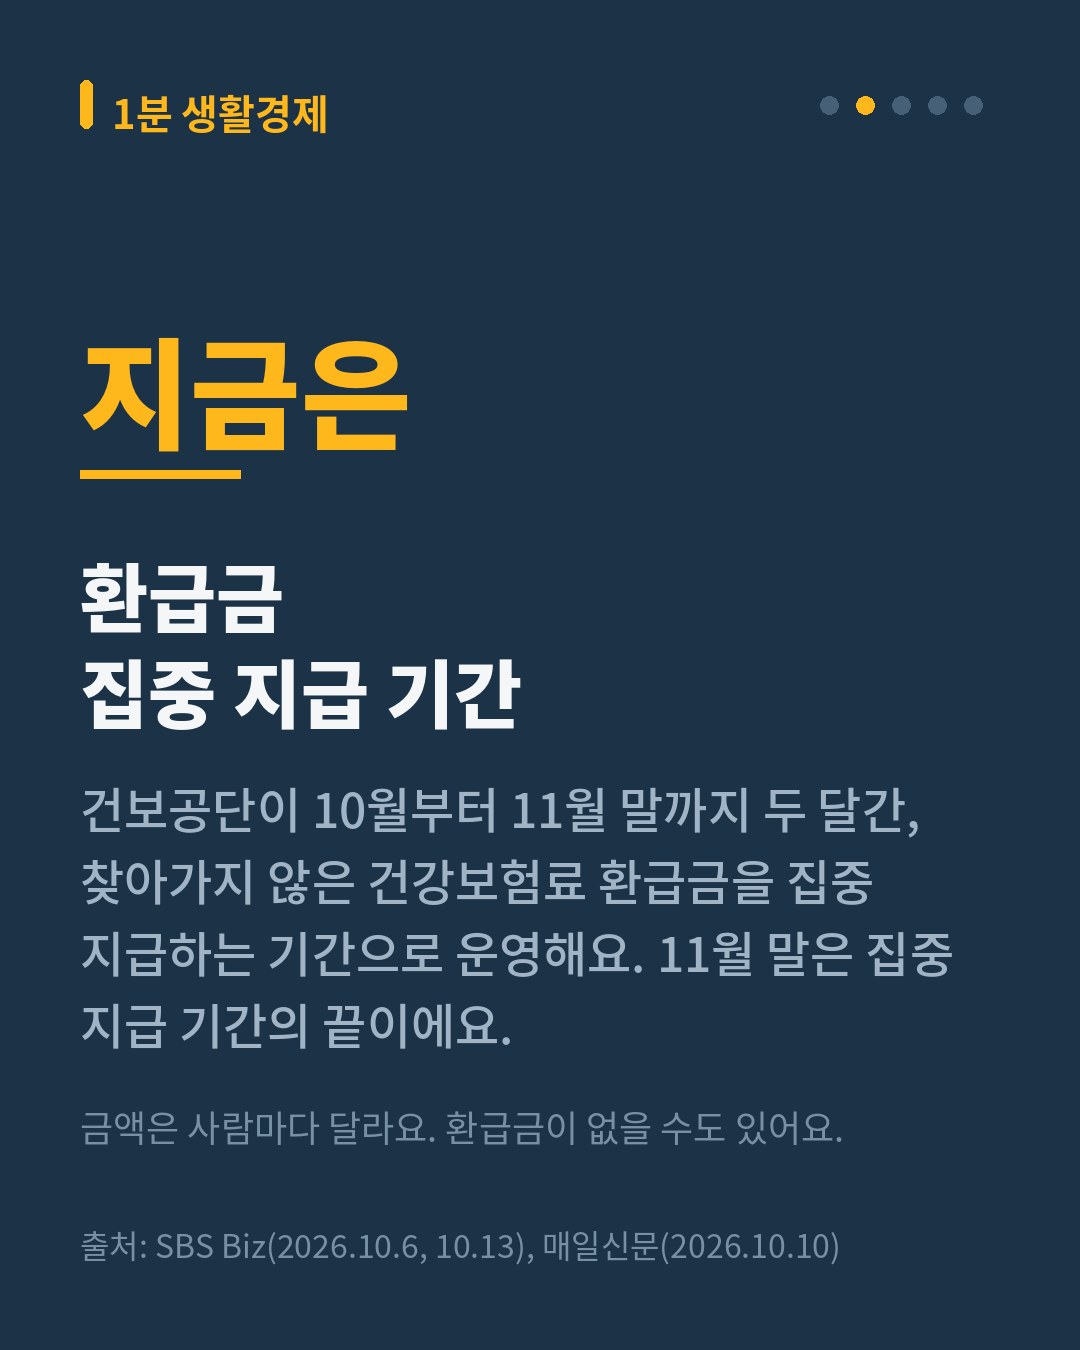 1분 생활경제
지금은
환급금
집중 지급 기간
건보공단이 10월부터 11월 말까지 두 달간,
찾아가지 않은 건강보험료 환급금을 집중
지급하는 기간으로 운영해요. 11월 말은 집중
지급 기간의 끝이에요.
금액은 사람마다 달라요. 환급금이 없을 수도 있어요.
출처: SBS Biz(2026.10.6, 10.13), 매일신문(2026.10.10)